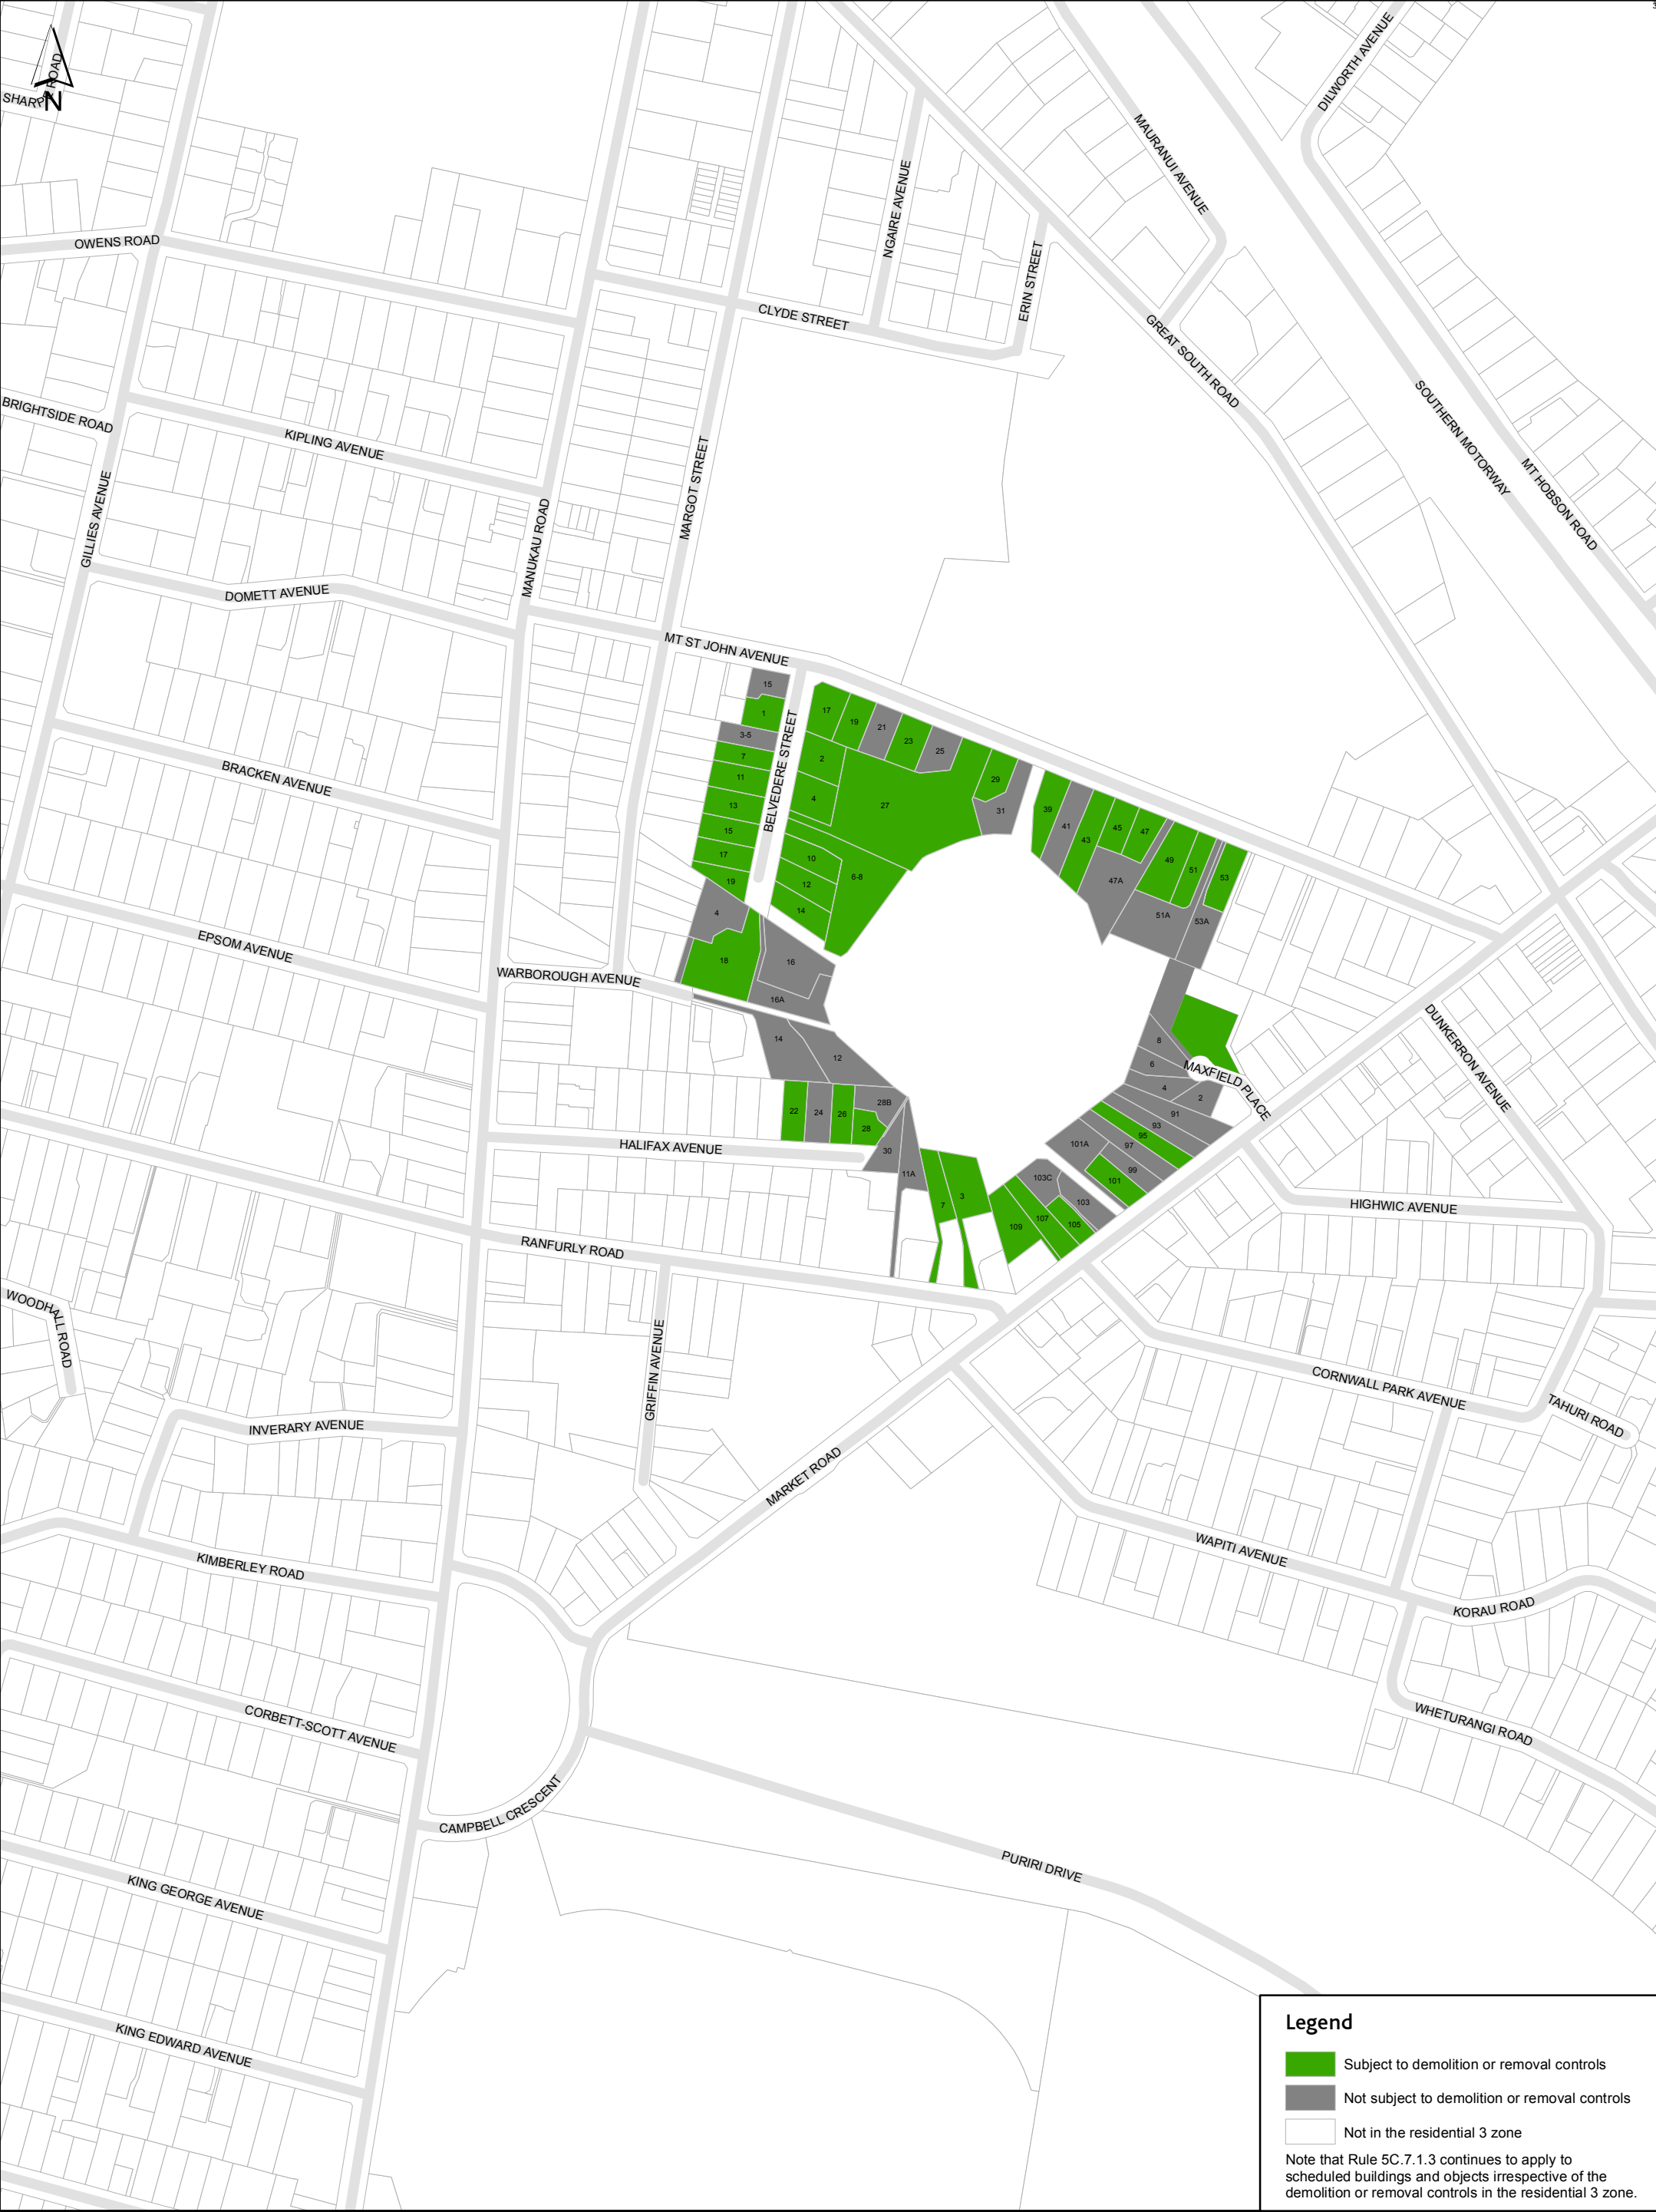 DILWORTH AVENUE
SHARPE ROAD
N
MAURANUI AVENUE
NGAIRE AVENUE
OWENS ROAD
ERIN STREET
CLYDE STREET
GREAT SOUTH ROAD
SOUTHERN MOTORWAY
MT HOBSON ROAD
BRIGHTSIDE ROAD
KIPLING AVENUE
MARGOT STREET
GILLIES AVENUE
MANUKAU ROAD
DOMETT AVENUE
MT ST JOHN AVENUE
15
1
3-5
7
11
13
15
17
19
BELVEDERE STREET
17
19
21
23
25
2
4
27
29
31
10
12
14
6-8
39
41
43
45
47
47A
49
51
51A
53
53A
BRACKEN AVENUE
EPSOM AVENUE
4
18
16
16A
WARBOROUGH AVENUE
14
12
8
6
4
2
MAXFIELD PLACE
DUNKERRON AVENUE
91
93
95
97
99
101A
101
22
24
26
28B
28
30
11A
HALIFAX AVENUE
7
3
103C
103
105
107
109
HIGHWIC AVENUE
RANFURLY ROAD
WOODHALL ROAD
GRIFFIN AVENUE
CORNWALL PARK AVENUE
TAHURI ROAD
INVERARY AVENUE
MARKET ROAD
WAPITI AVENUE
KIMBERLEY ROAD
KORAU ROAD
CORBETT-SCOTT AVENUE
WHETURANGI ROAD
CAMPBELL CRESCENT
PURIRI DRIVE
KING GEORGE AVENUE
KING EDWARD AVENUE
Legend
Subject to demolition or removal controls
Not subject to demolition or removal controls
Not in the residential 3 zone
Note that Rule 5C.7.1.3 continues to apply to
scheduled buildings and objects irrespective of the
demolition or removal controls in the residential 3 zone.